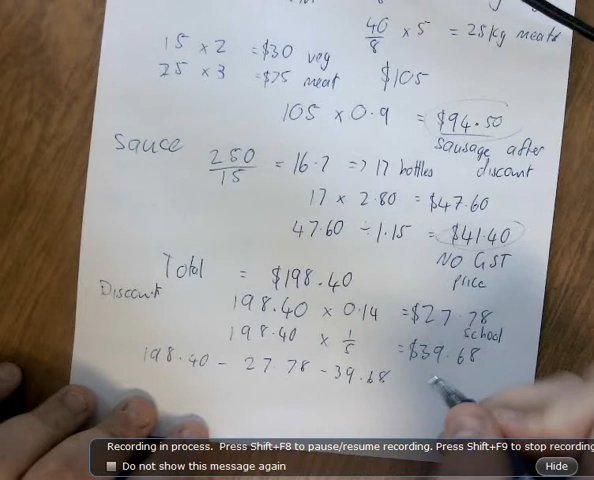 40/8 × 5 = 25kg meat
15 × 2 = $30 veg
25 × 3 = $75 meat $105
105 × 0.9 = $94.50
Sauce
sausage after discount
250/15 = 16.7 => 17 bottles
17 × 2.80 = $47.60
47.60 ÷ 1.15 = $41.40
NO GST price
Total = $198.40
Discount
198.40 × 0.14 = $27.78
school
198.40 × 1/5 = $39.68
198.40 - 27.78 - 39.68
Recording in process. Press Shift+F8 to pause/resume recording. Press Shift+F9 to stop recording
Do not show this message again
Hide